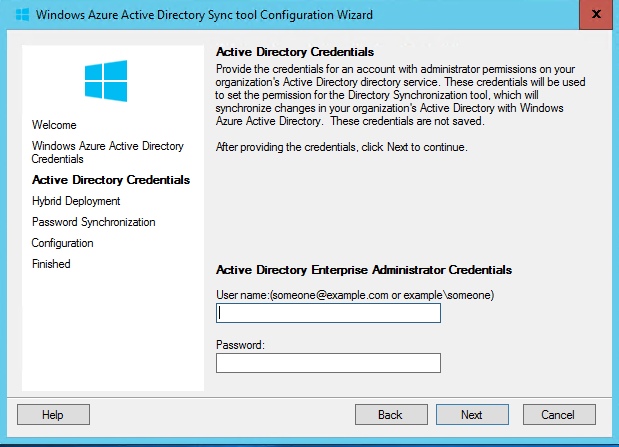 Windows Azure Active Directory Sync tool Configuration Wizard
x
Welcome
Windows Azure Active Directory
Credentials
Active Directory Credentials
Hybrid Deployment
Password Synchronization
Configuration
Finished
Active Directory Credentials
Provide the credentials for an account with administrator permissions on your
organization's Active Directory directory service. These credentials will be used
to set the permission for the Directory Synchronization tool, which will
synchronize changes in your organization's Active Directory with Windows
Azure Active Directory.  These credentials are not saved.
After providing the credentials, click Next to continue.
Active Directory Enterprise Administrator Credentials
User name:(someone@example.com or example\someone)
Password:
Help
Back
Next
Cancel